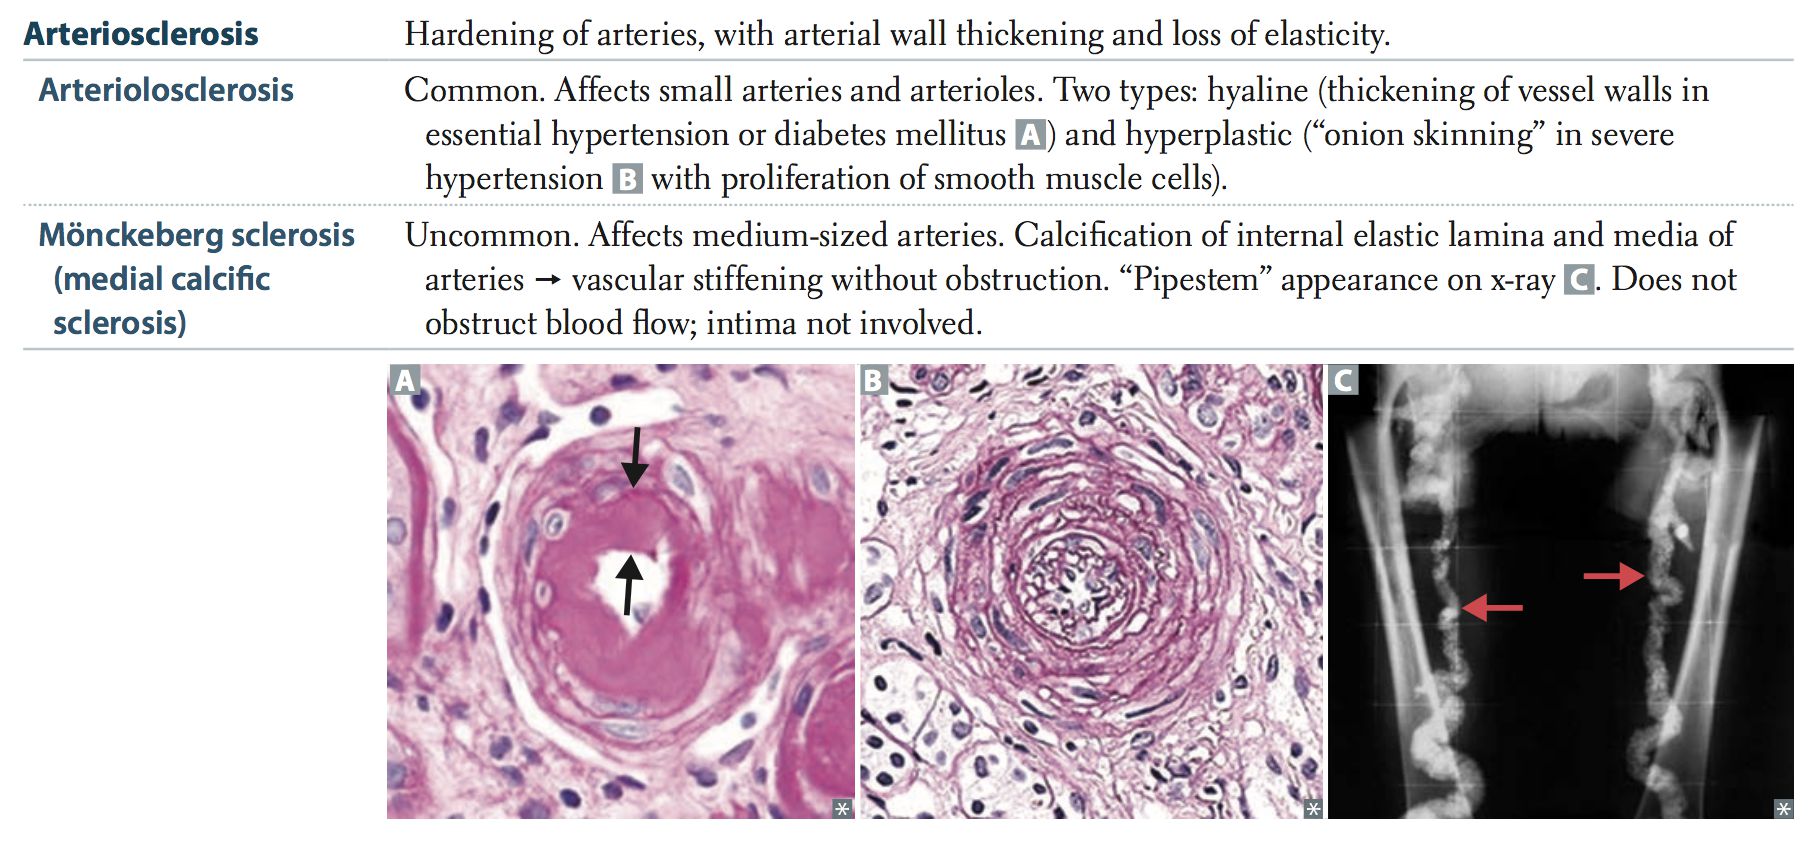 Arteriosclerosis Hardening of arteries, with arterial wall thickening and loss of elasticity.
Arteriolosclerosis Common. Affects small arteries and arterioles. Two types: hyaline (thickening of vessel walls in
essential hypertension or diabetes mellitus A) and hyperplastic (“onion skinning” in severe
hypertension B with proliferation of smooth muscle cells).
Mönckeberg sclerosis
(medial calcific
sclerosis)
Uncommon. Affects medium-sized arteries. Calcification of internal elastic lamina and media of
arteries → vascular stiffening without obstruction. “Pipestem” appearance on x-ray C. Does not
obstruct blood flow; intima not involved.
A
B
C
*
*
*